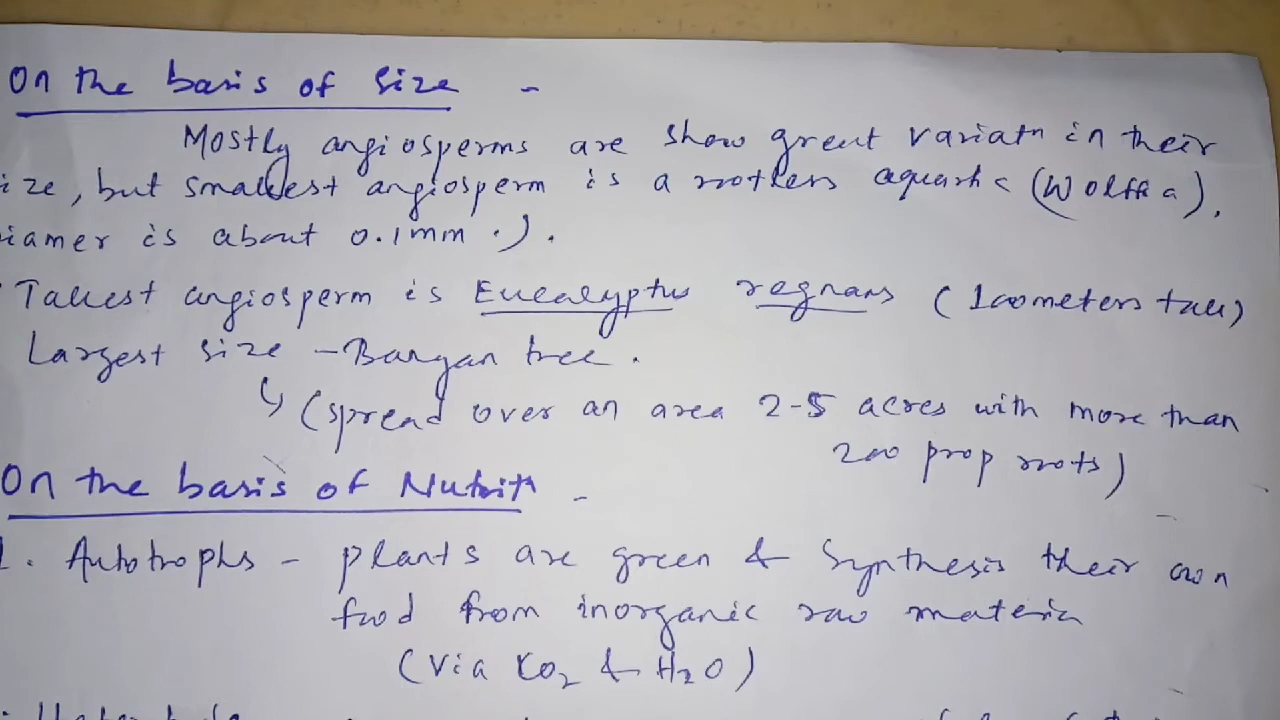 On the basis of Size -
Mostly angiosperms are show great variatn in their
ize, but smallest angiosperm is a rootless aquatic (Wolffia),
iamer is about 0.1mm.).
Tallest angiosperm is Eucalyptus regnans (100meters tall)
Largest size - Banyan tree.
↳ (spread over an area 2-5 acres with more than
200 prop roots)
On the basis of Nutritn -
1. Autotrophs - plants are green & Synthesis their own
food from inorganic raw material
(Via CO2 & H2O)